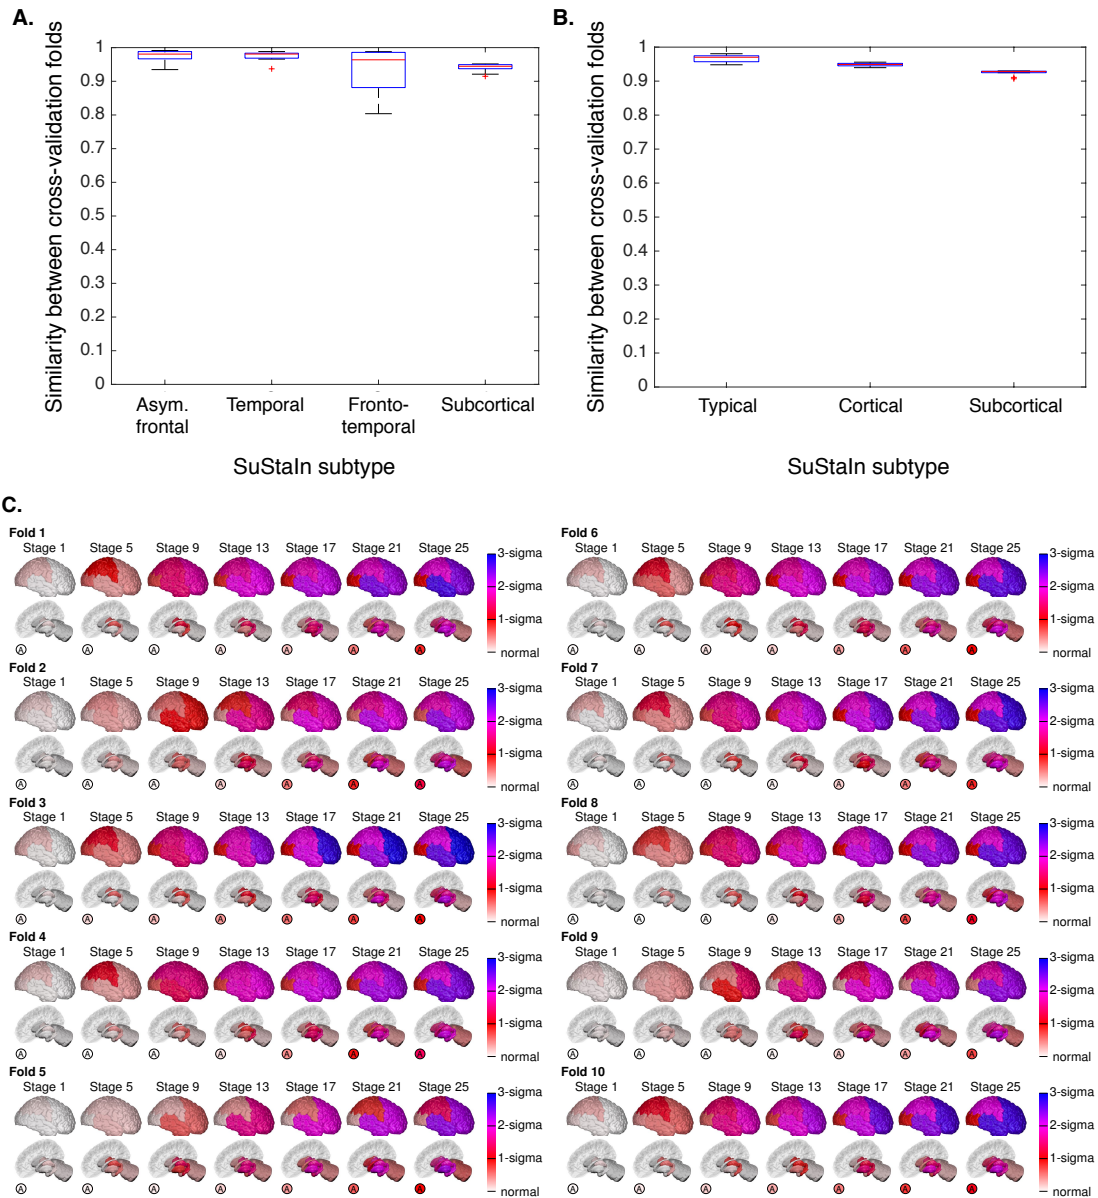 A.
Similarity between cross-validation folds
1
0.9
0.8
0.7
0.6
0.5
0.4
0.3
0.2
0.1
0
Asym. frontal
Temporal
Fronto-temporal
Subcortical
SuStaIn subtype
B.
Similarity between cross-validation folds
1
0.9
0.8
0.7
0.6
0.5
0.4
0.3
0.2
0.1
0
Typical
Cortical
Subcortical
SuStaIn subtype
C.
Fold 1
Stage 1 Stage 5 Stage 9 Stage 13 Stage 17 Stage 21 Stage 25
3-sigma
2-sigma
1-sigma
normal
A A A A A A A
Fold 2
Stage 1 Stage 5 Stage 9 Stage 13 Stage 17 Stage 21 Stage 25
3-sigma
2-sigma
1-sigma
normal
A A A A A A A
Fold 3
Stage 1 Stage 5 Stage 9 Stage 13 Stage 17 Stage 21 Stage 25
3-sigma
2-sigma
1-sigma
normal
A A A A A A A
Fold 4
Stage 1 Stage 5 Stage 9 Stage 13 Stage 17 Stage 21 Stage 25
3-sigma
2-sigma
1-sigma
normal
A A A A A A A
Fold 5
Stage 1 Stage 5 Stage 9 Stage 13 Stage 17 Stage 21 Stage 25
3-sigma
2-sigma
1-sigma
normal
A A A A A A A
Fold 6
Stage 1 Stage 5 Stage 9 Stage 13 Stage 17 Stage 21 Stage 25
3-sigma
2-sigma
1-sigma
normal
A A A A A A A
Fold 7
Stage 1 Stage 5 Stage 9 Stage 13 Stage 17 Stage 21 Stage 25
3-sigma
2-sigma
1-sigma
normal
A A A A A A A
Fold 8
Stage 1 Stage 5 Stage 9 Stage 13 Stage 17 Stage 21 Stage 25
3-sigma
2-sigma
1-sigma
normal
A A A A A A A
Fold 9
Stage 1 Stage 5 Stage 9 Stage 13 Stage 17 Stage 21 Stage 25
3-sigma
2-sigma
1-sigma
normal
A A A A A A A
Fold 10
Stage 1 Stage 5 Stage 9 Stage 13 Stage 17 Stage 21 Stage 25
3-sigma
2-sigma
1-sigma
normal
A A A A A A A